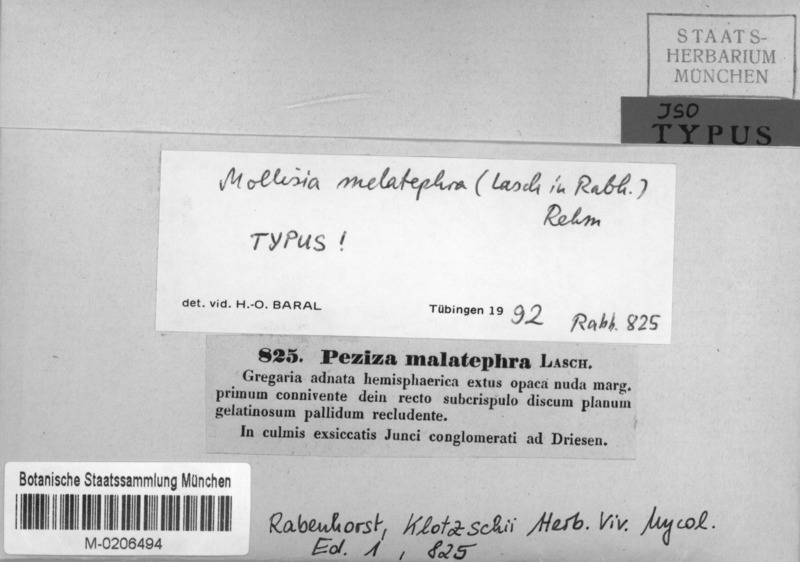 STAATS-
HERBARIUM
MÜNCHEN
ISO
TYPUS
Mollisia melatephra (Lasch in Rabh.)
Rehm
TYPUS !
det. vid. H.-O. BARAL
Tübingen 19 92
Rabh. 825
825. Peziza malatephra LASCH.
Gregaria adnata hemisphaerica extus opaca nuda marg.
primum connivente dein recto subcrispulo discum planum
gelatinosum pallidum recludente.
In culmis exsiccatis Junci conglomerati ad Driesen.
Botanische Staatssammlung München
M-0206494
Rabenhorst, Klotzschii Herb. Viv. Mycol.
Ed. 1, 825